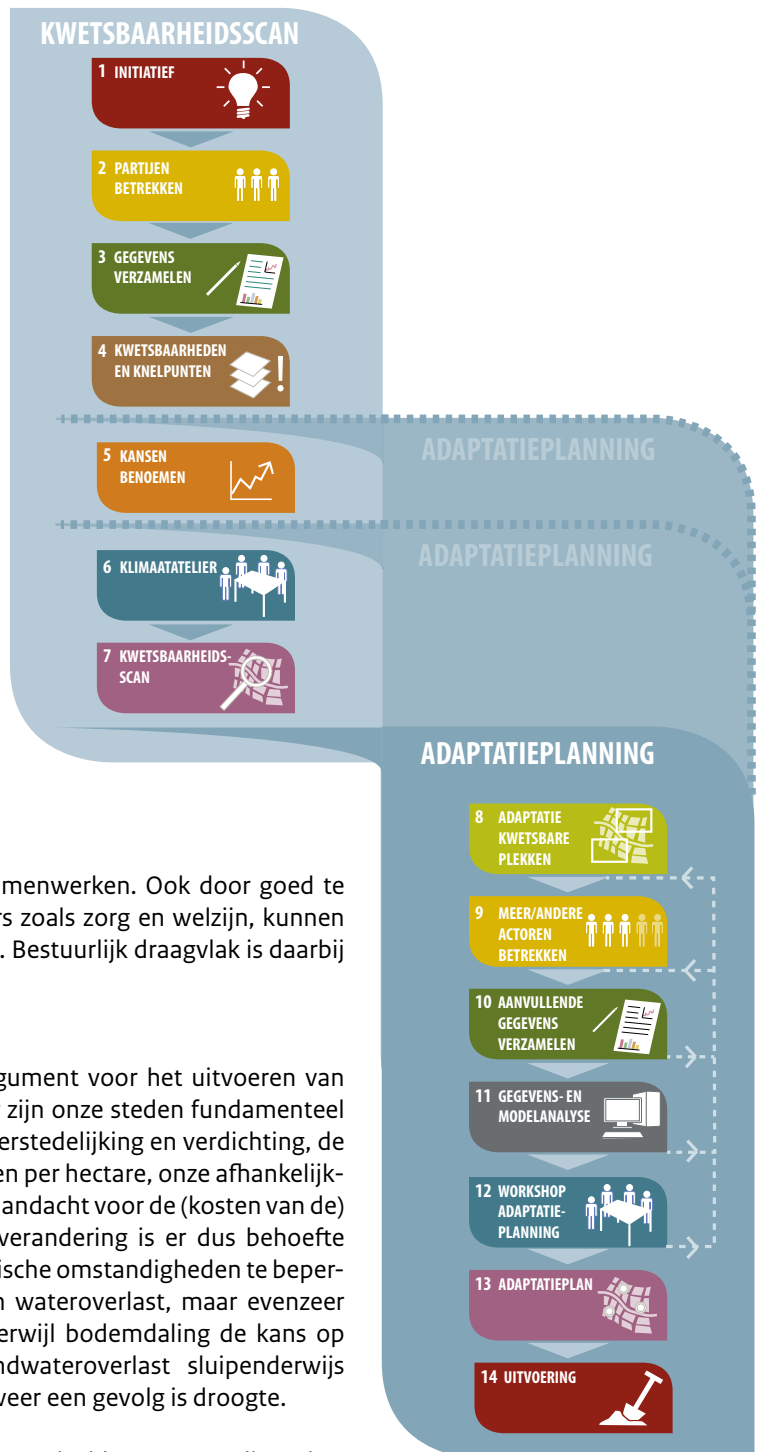 KWETSBAARHEIDSSCAN
1 INITIATIEF
2 PARTIJEN
BETREKKEN
3 GEGEVENS
VERZAMELEN
4 KWETSBAARHEDEN
EN KNELPUNTEN
ADAPTATIEPLANNING
5 KANSEN
BENOEMEN
ADAPTATIEPLANNING
6 KLIMAATATELIER
7 KWETSBAARHEIDS-
SCAN
ADAPTATIEPLANNING
8 ADAPTATIE
KWETSBARE
PLEKKEN
9 MEER/ANDERE
ACTOREN
BETREKKEN
10 AANVULLENDE
GEGEVENS
VERZAMELEN
11 GEGEVENS- EN
MODELANALYSE
12 WORKSHOP
ADAPTATIE-
PLANNING
13 ADAPTATIEPLAN
14 UITVOERING
menwerken. Ook door goed te
rs zoals zorg en welzijn, kunnen
. Bestuurlijk draagvlak is daarbij
gument voor het uitvoeren van
zijn onze steden fundamenteel
erstedelijking en verdichting, de
en per hectare, onze afhankelijk-
andacht voor de (kosten van de)
verandering is er dus behoefte
ische omstandigheden te beper-
n wateroverlast, maar evenzeer
erwijl bodemdaling de kans op
ndwateroverlast sluipenderwijs
weer een gevolg is droogte.